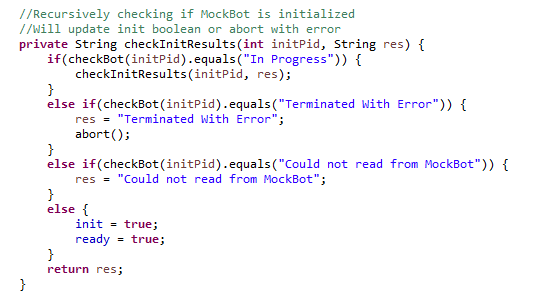 //Recursively checking if MockBot is initialized
//Will update init boolean or abort with error
private String checkInitResults(int initPid, String res) {
    if(checkBot(initPid).equals("In Progress")) {
        checkInitResults(initPid, res);
    }
    else if(checkBot(initPid).equals("Terminated With Error")) {
        res = "Terminated With Error";
        abort();
    }
    else if(checkBot(initPid).equals("Could not read from MockBot")) {
        res = "Could not read from MockBot";
    }
    else {
        init = true;
        ready = true;
    }
    return res;
}